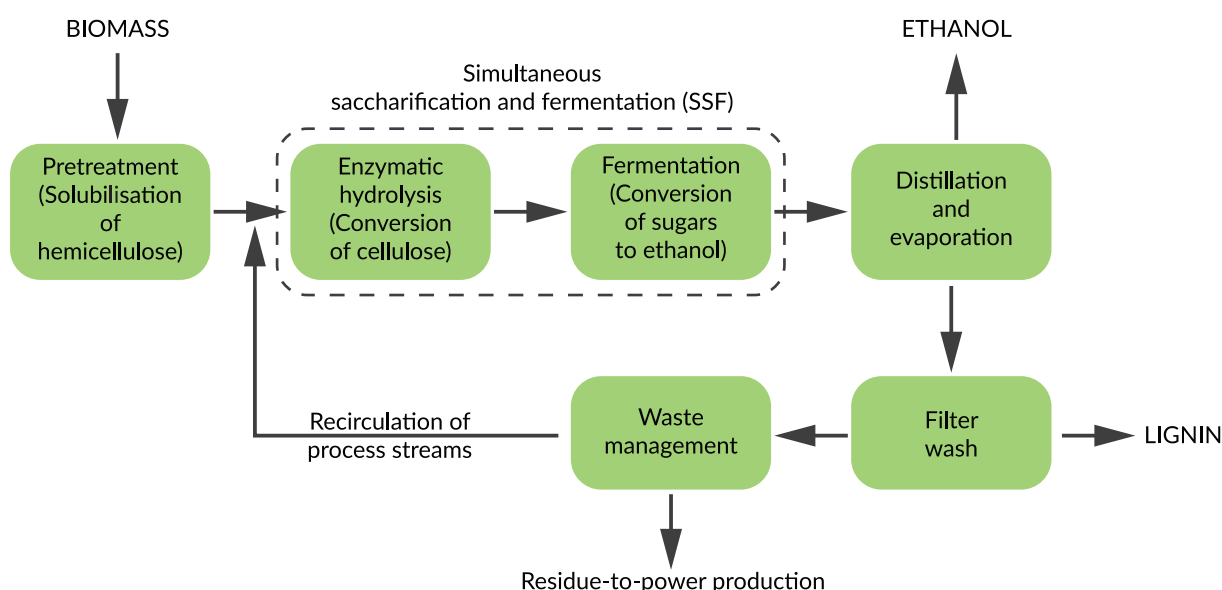 BIOMASS
ETHANOL
Simultaneous
saccharification and fermentation (SSF)
Pretreatment
(Solubilisation
of
hemicellulose)
Enzymatic
hydrolysis
(Conversion
of cellulose)
Fermentation
(Conversion
of sugars
to ethanol)
Distillation
and
evaporation
Recirculation of
process streams
Waste
management
Filter
wash
LIGNIN
Residue-to-power production